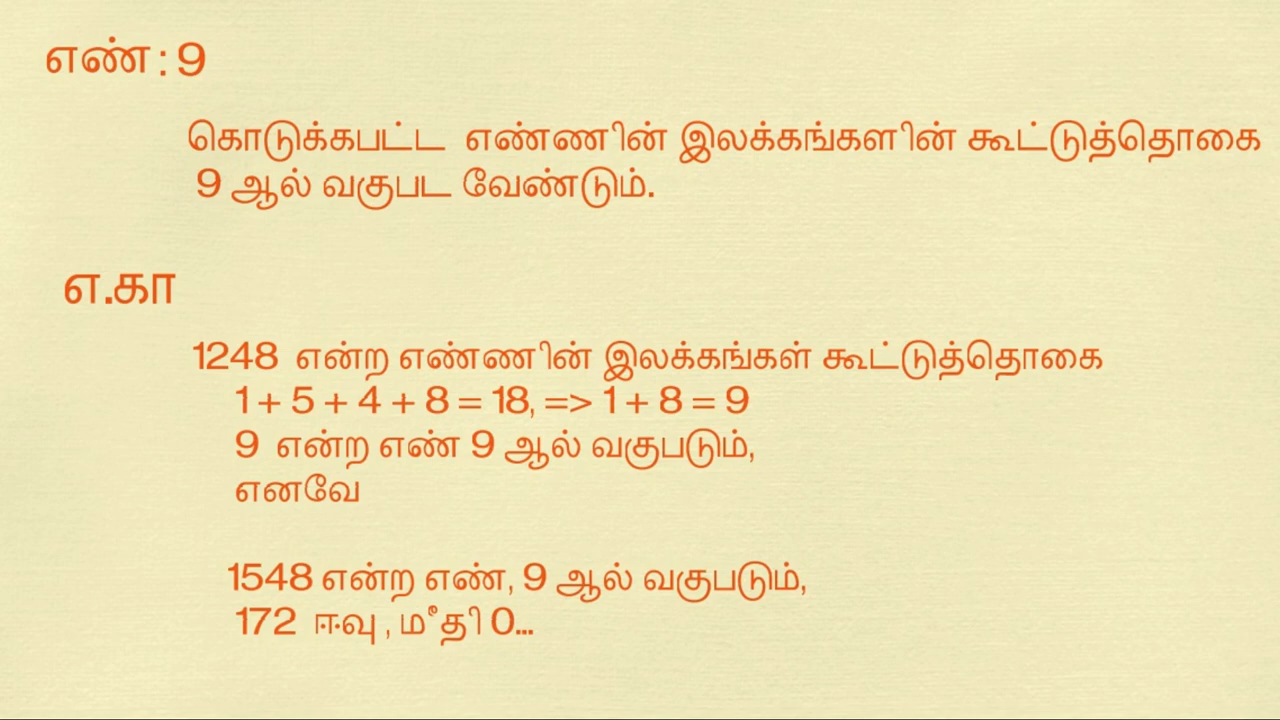 எண் : 9
கொடுக்கபட்ட எண்ணின் இலக்கங்களின் கூட்டுத்தொகை
9 ஆல் வகுபட வேண்டும்.
எ.கா
1248 என்ற எண்ணின் இலக்கங்கள் கூட்டுத்தொகை
1 + 5 + 4 + 8 = 18, => 1 + 8 = 9
9 என்ற எண் 9 ஆல் வகுபடும்,
எனவே
1548 என்ற எண், 9 ஆல் வகுபடும்,
172 ஈவு , மீதி 0...